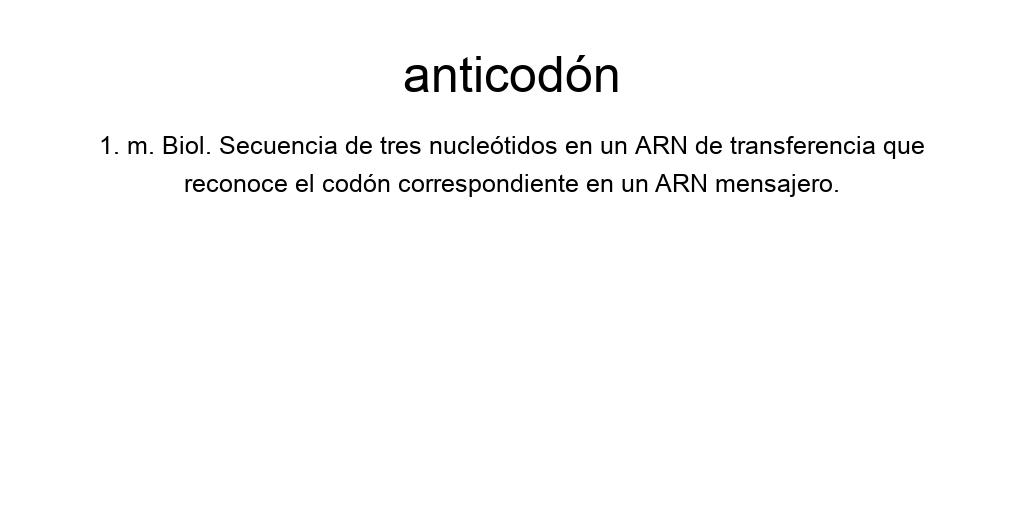 anticodón
1. m. Biol. Secuencia de tres nucleótidos en un ARN de transferencia que
reconoce el codón correspondiente en un ARN mensajero.